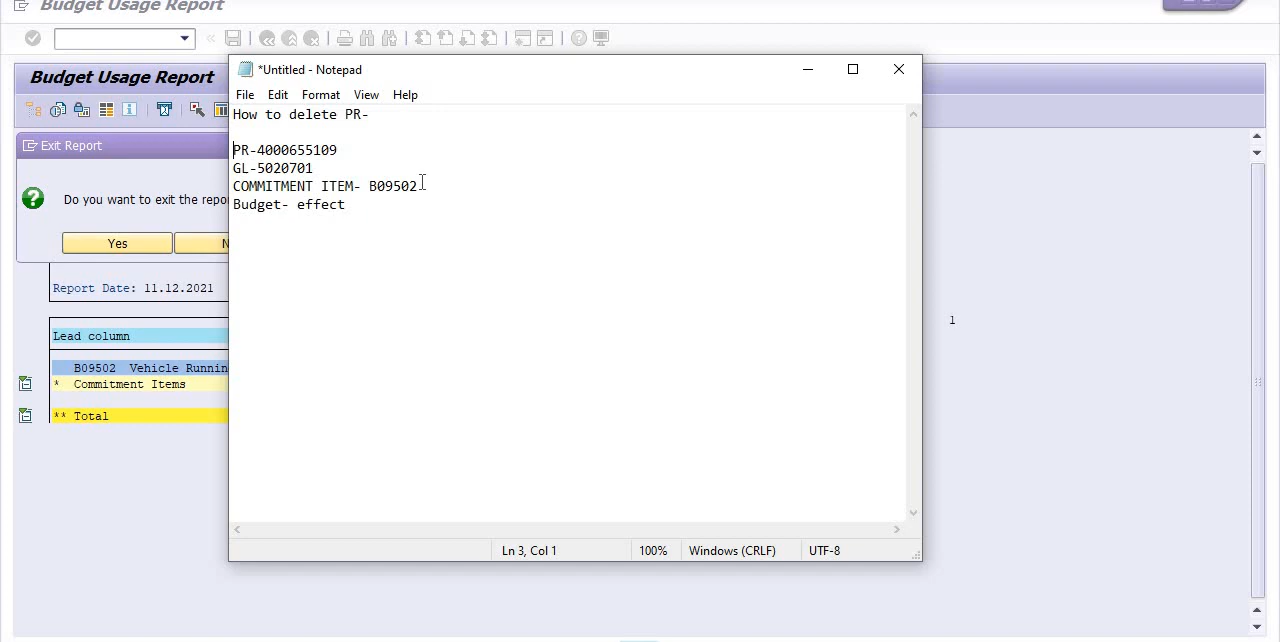 Budget Usage Report
Budget Usage Report
*Untitled - Notepad
File Edit Format View Help
How to delete PR-
PR-4000655109
GL-5020701
COMMITMENT ITEM- B09502
Budget- effect
Ln 3, Col 1
100%
Windows (CRLF)
UTF-8
Exit Report
Do you want to exit the repo
Yes
N
Report Date: 11.12.2021
1
Lead column
B09502 Vehicle Runnin
* Commitment Items
** Total